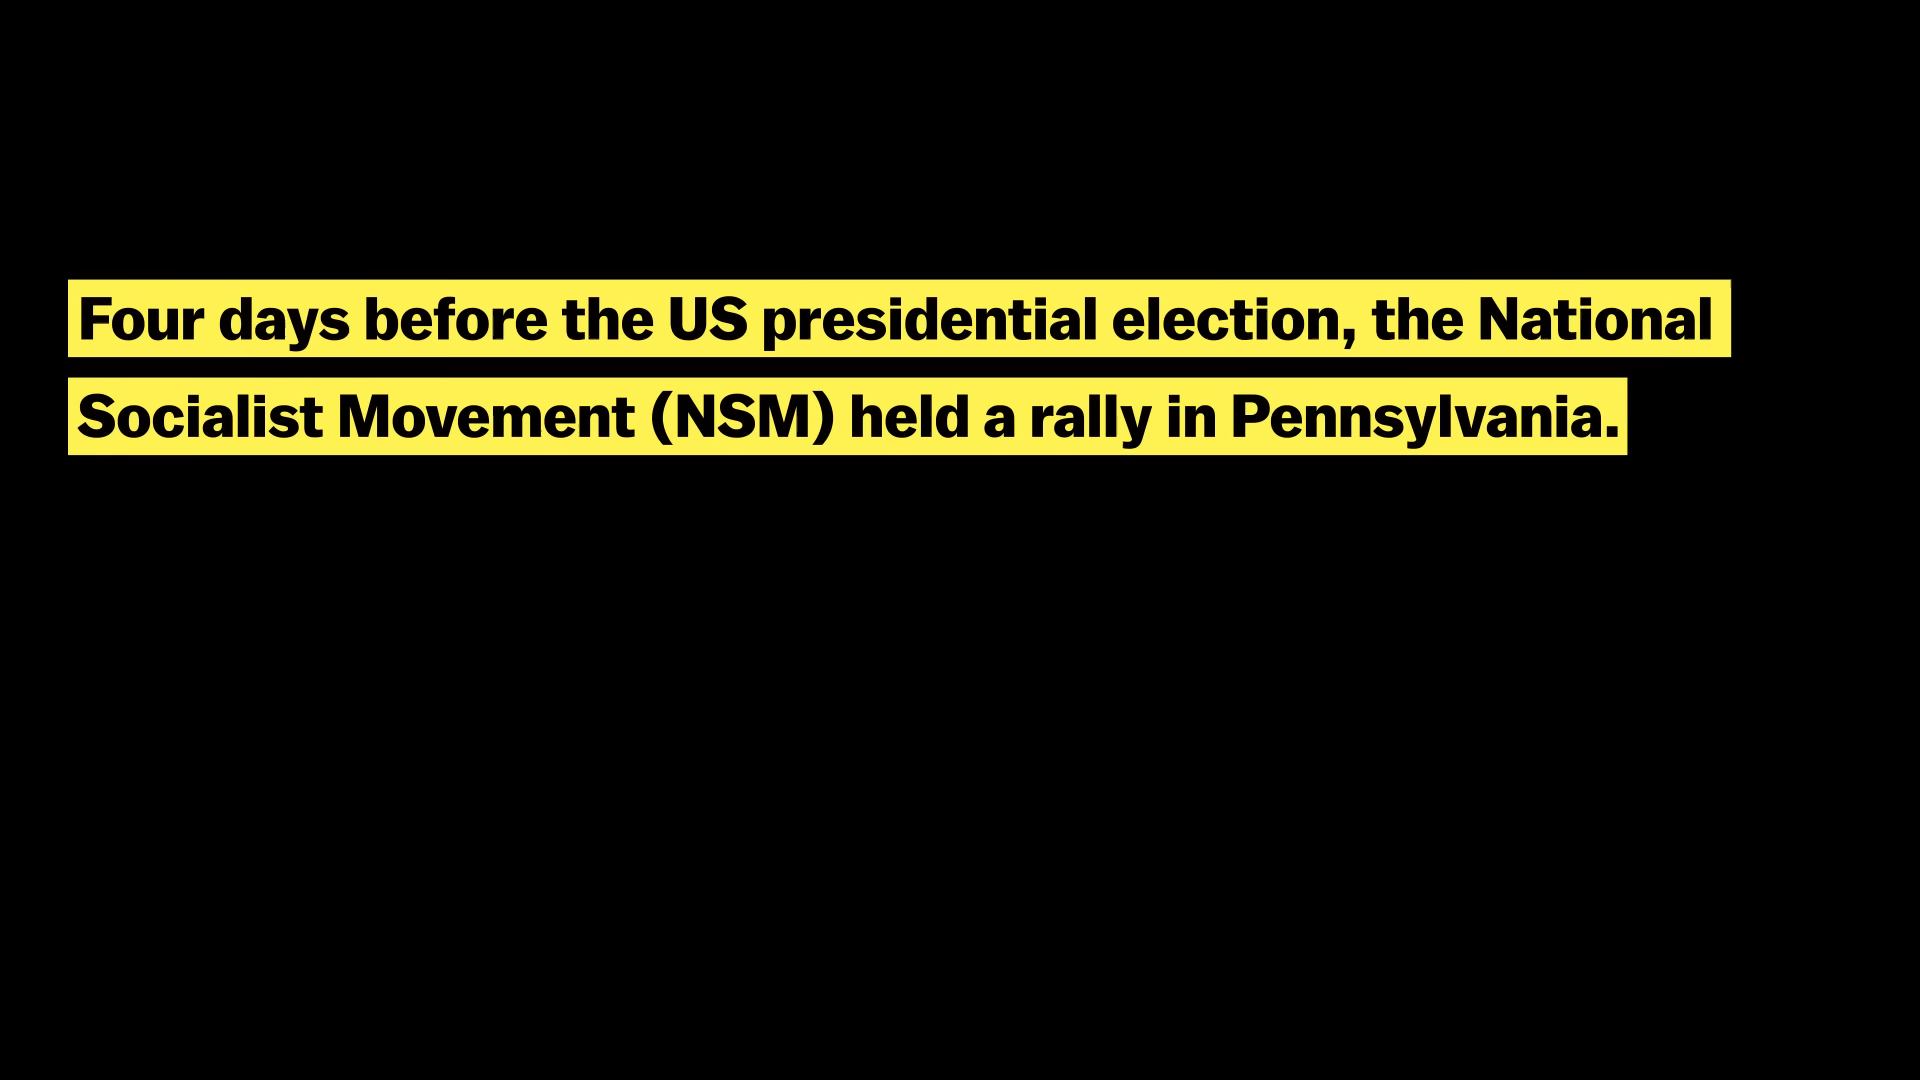 Four days before the US presidential election, the National
Socialist Movement (NSM) held a rally in Pennsylvania.